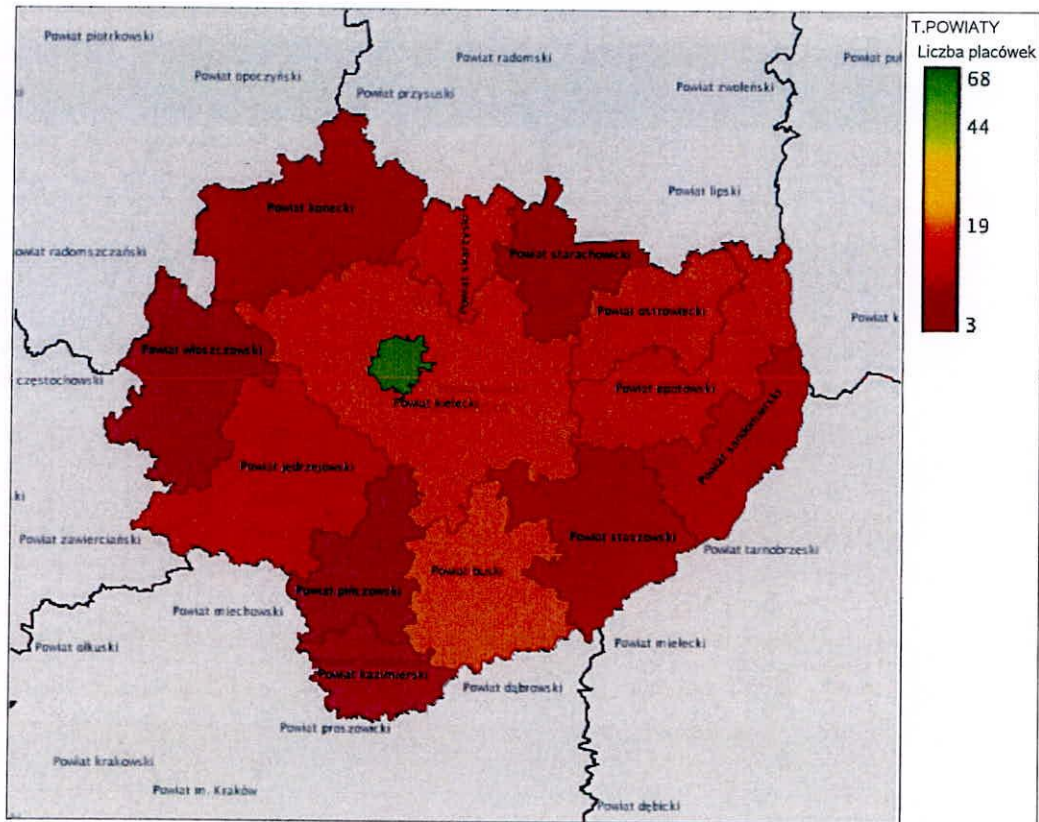 T.POWIATY
Liczba placówek
68
44
19
3
Powiat piotrkowski
Powiat opoczyński
Powiat radomski
Powiat przysuski
Powiat zwoleński
Powiat lipski
Powiat konecki
Powiat skarżyski
Powiat starachowicki
Powiat radomszczański
Powiat ostrowiecki
Powiat k
Powiat włoszczowski
częstochowski
Powiat kielecki
Powiat opatowski
Powiat sandomierski
Powiat jędrzejowski
ki
Powiat zawierciański
Powiat staszowski
Powiat tarnobrzeski
Powiat buski
Powiat pińczowski
Powiat miechowski
Powiat olkuski
Powiat mielecki
Powiat kazimierski
Powiat dąbrowski
Powiat proszowicki
Powiat krakowski
Powiat m. Kraków
Powiat dębicki